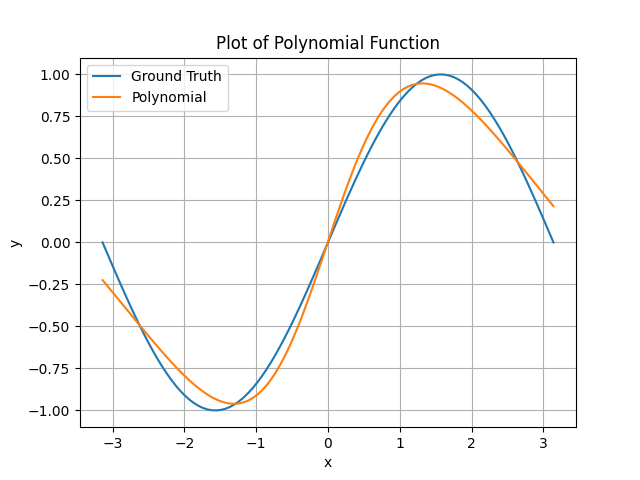 Plot of Polynomial Function
Ground Truth
Polynomial
1.00
0.75
0.50
0.25
0.00
−0.25
−0.50
−0.75
−1.00
y
−3 −2 −1 0 1 2 3
x